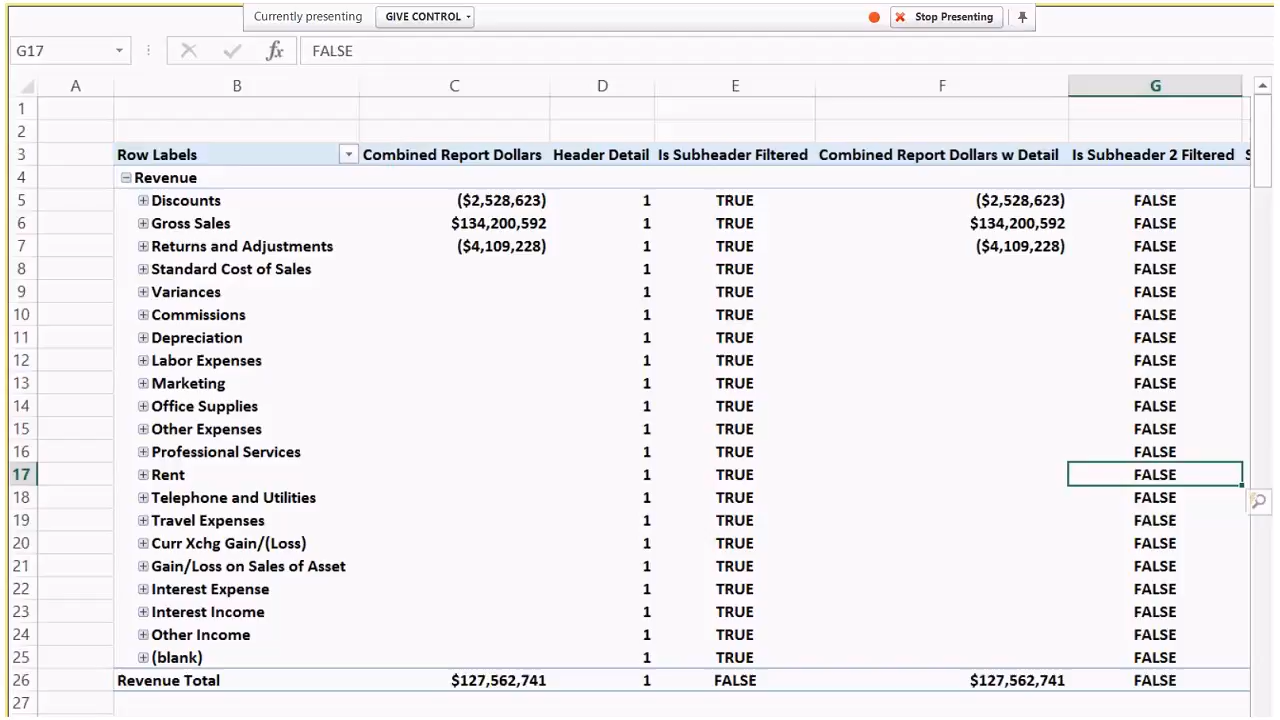 Currently presenting GIVE CONTROL Stop Presenting
G17 fx FALSE
A B C D E F G
1
2
3 Row Labels Combined Report Dollars Header Detail Is Subheader Filtered Combined Report Dollars w Detail Is Subheader 2 Filtered S
4 Revenue
5 Discounts ($2,528,623) 1 TRUE ($2,528,623) FALSE
6 Gross Sales $134,200,592 1 TRUE $134,200,592 FALSE
7 Returns and Adjustments ($4,109,228) 1 TRUE ($4,109,228) FALSE
8 Standard Cost of Sales 1 TRUE FALSE
9 Variances 1 TRUE FALSE
10 Commissions 1 TRUE FALSE
11 Depreciation 1 TRUE FALSE
12 Labor Expenses 1 TRUE FALSE
13 Marketing 1 TRUE FALSE
14 Office Supplies 1 TRUE FALSE
15 Other Expenses 1 TRUE FALSE
16 Professional Services 1 TRUE FALSE
17 Rent 1 TRUE FALSE
18 Telephone and Utilities 1 TRUE FALSE
19 Travel Expenses 1 TRUE FALSE
20 Curr Xchg Gain/(Loss) 1 TRUE FALSE
21 Gain/Loss on Sales of Asset 1 TRUE FALSE
22 Interest Expense 1 TRUE FALSE
23 Interest Income 1 TRUE FALSE
24 Other Income 1 TRUE FALSE
25 (blank) 1 TRUE FALSE
26 Revenue Total $127,562,741 1 FALSE $127,562,741 FALSE
27